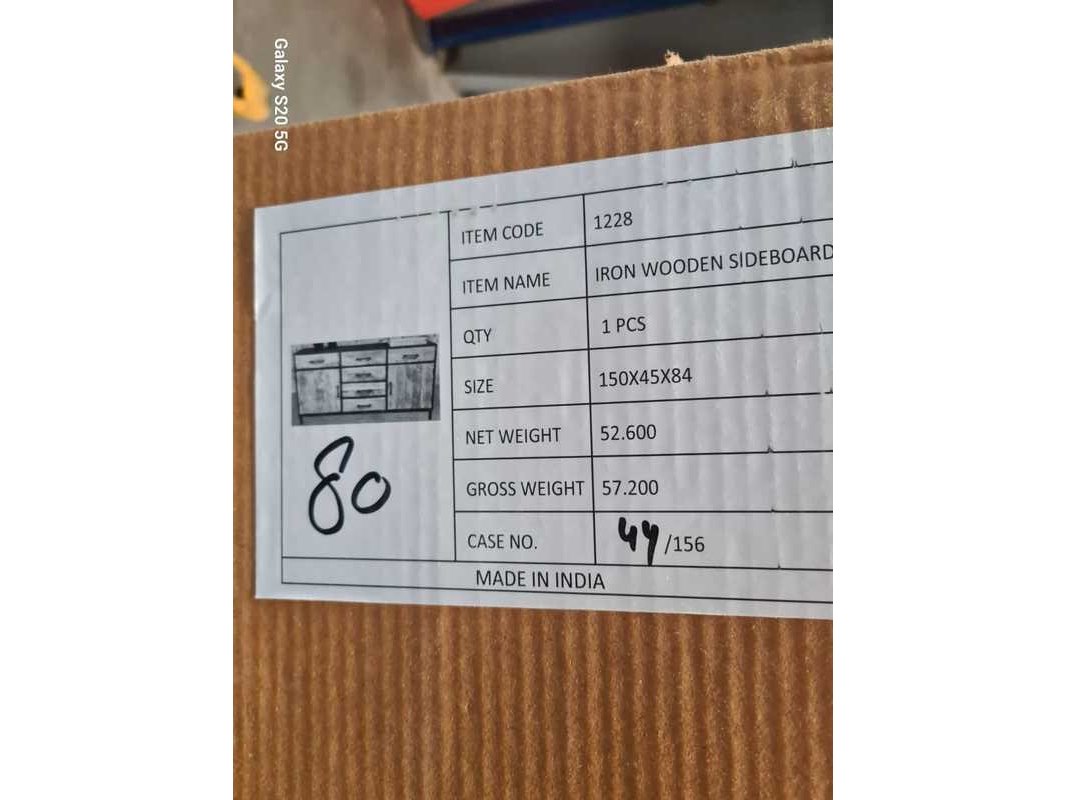 Galaxy S20 5G
ITEM CODE 1228
ITEM NAME IRON WOODEN SIDEBOARD
QTY 1 PCS
SIZE 150X45X84
NET WEIGHT 52.600
GROSS WEIGHT 57.200
CASE NO. 44/156
80
MADE IN INDIA